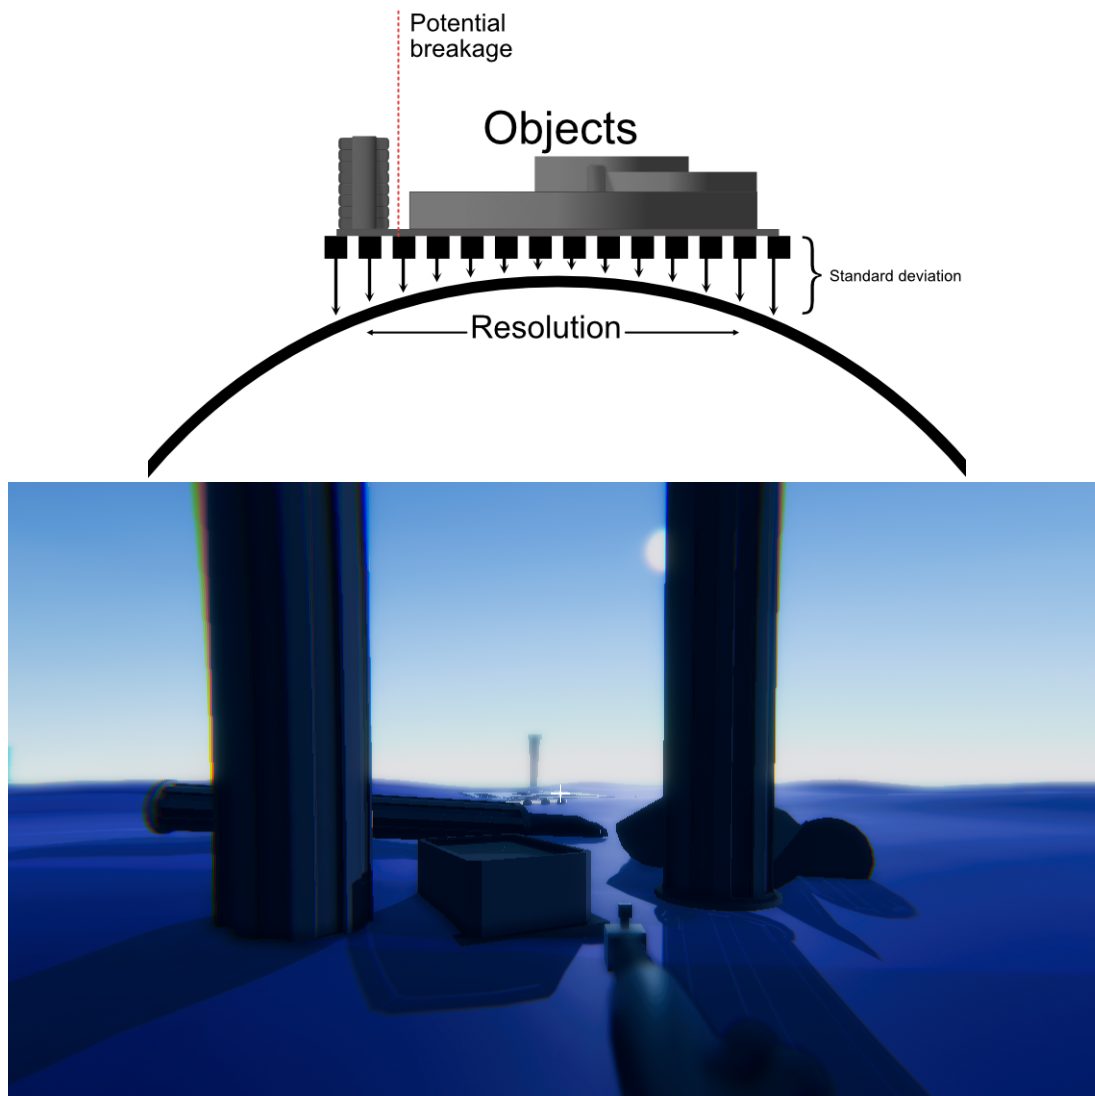 Potential
breakage
Objects
Standard deviation
Resolution